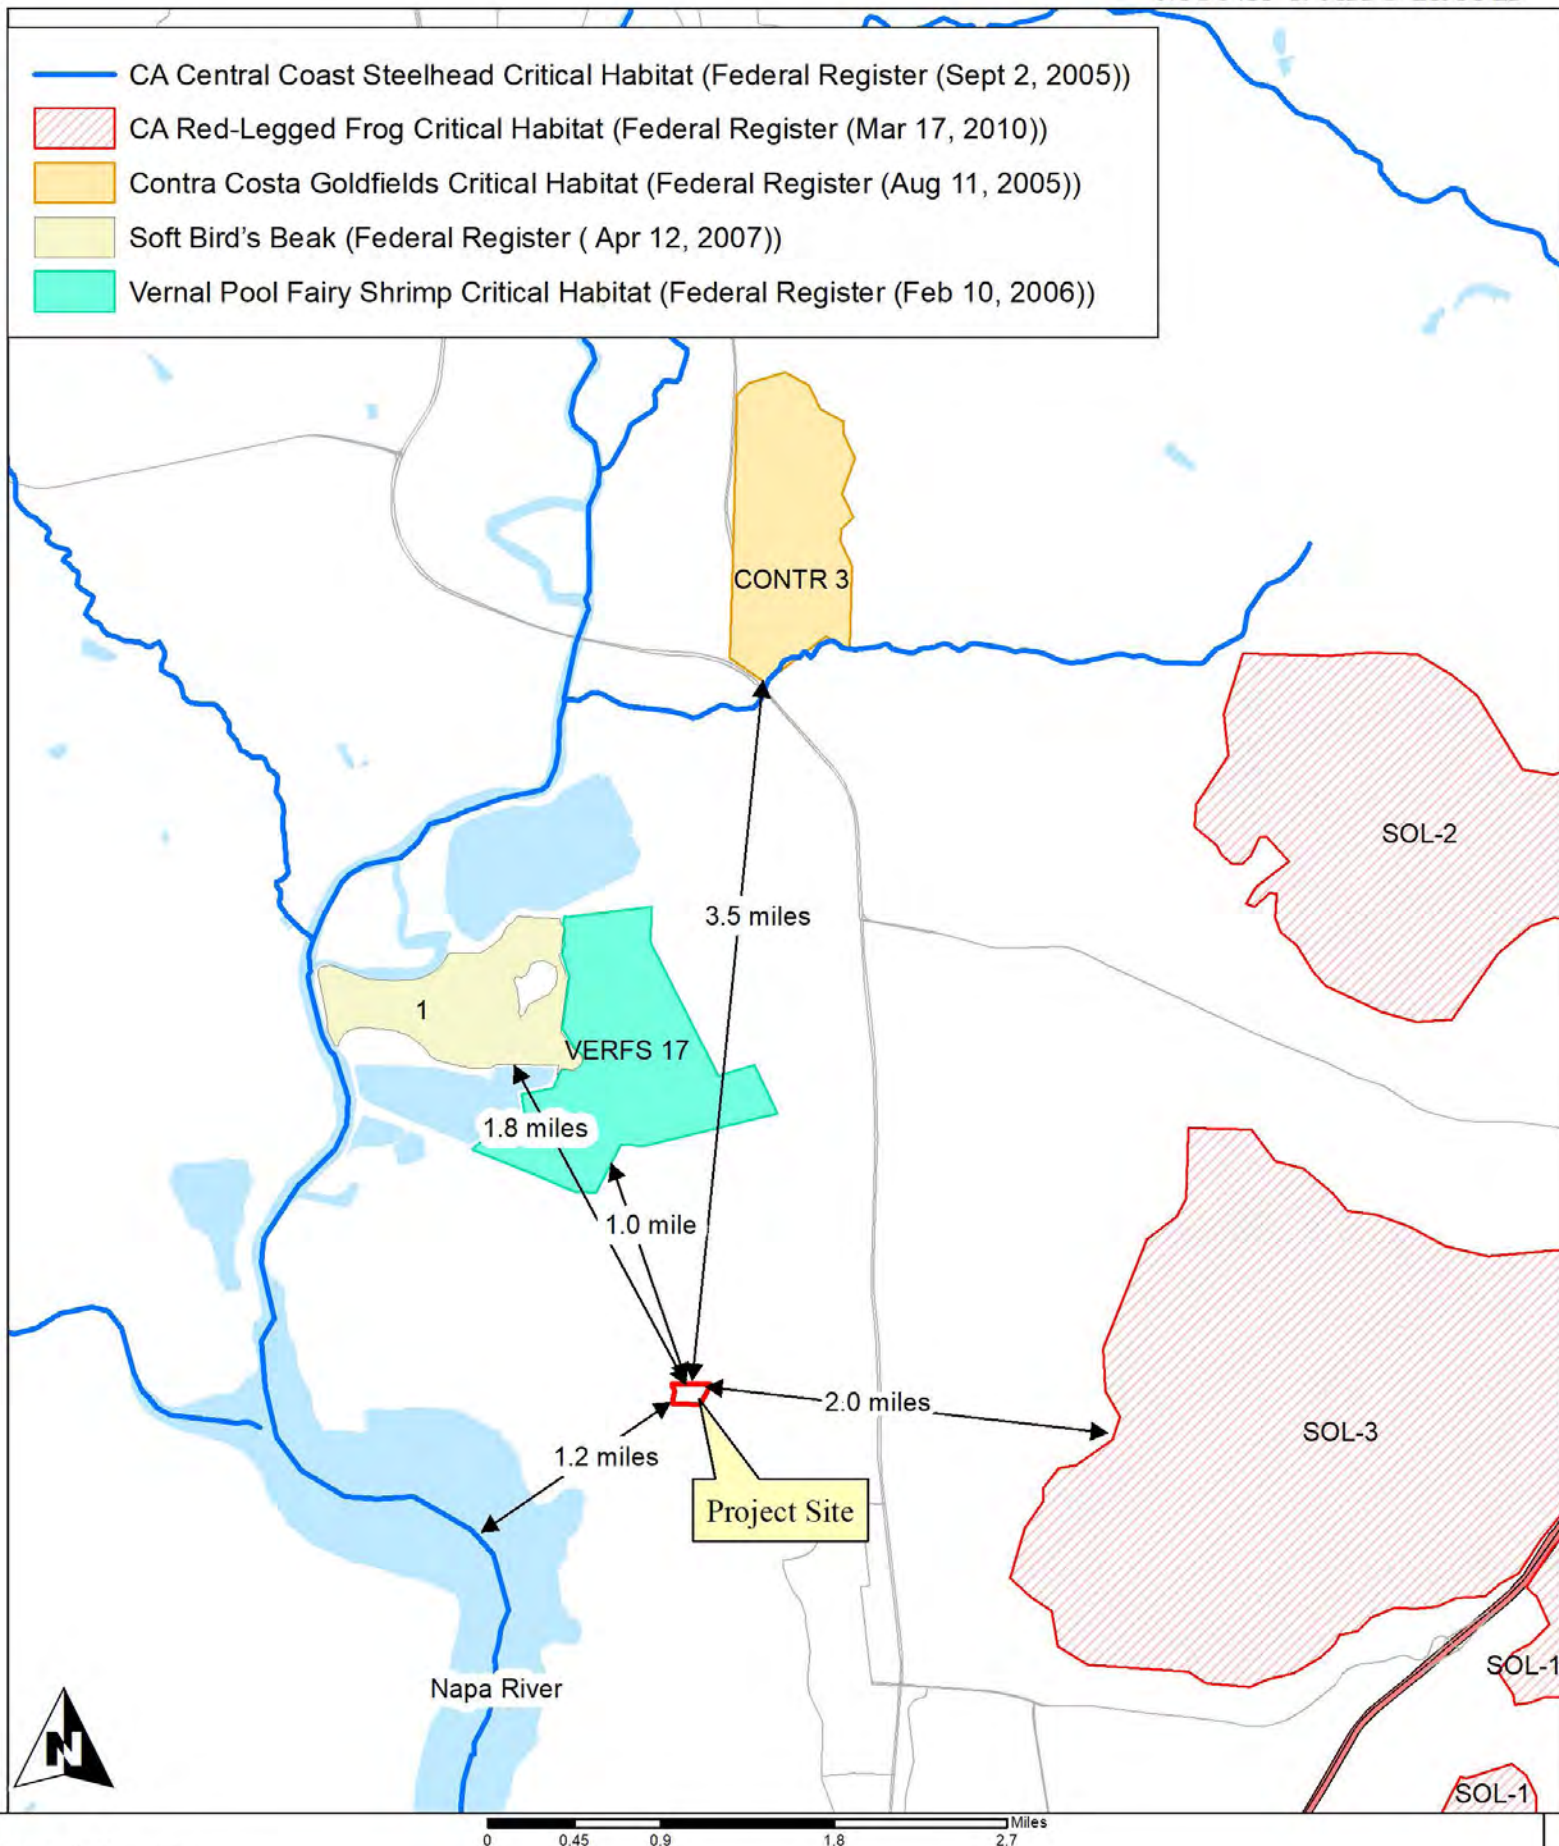 CA Central Coast Steelhead Critical Habitat (Federal Register (Sept 2, 2005))
CA Red-Legged Frog Critical Habitat (Federal Register (Mar 17, 2010))
Contra Costa Goldfields Critical Habitat (Federal Register (Aug 11, 2005))
Soft Bird's Beak (Federal Register ( Apr 12, 2007))
Vernal Pool Fairy Shrimp Critical Habitat (Federal Register (Feb 10, 2006))
CONTR 3
SOL-2
3.5 miles
1
VERFS 17
1.8 miles
1.0 mile
2.0 miles
SOL-3
1.2 miles
Project Site
SOL-1
Napa River
N
SOL-1
Miles
0 0.45 0.9 1.8 2.7